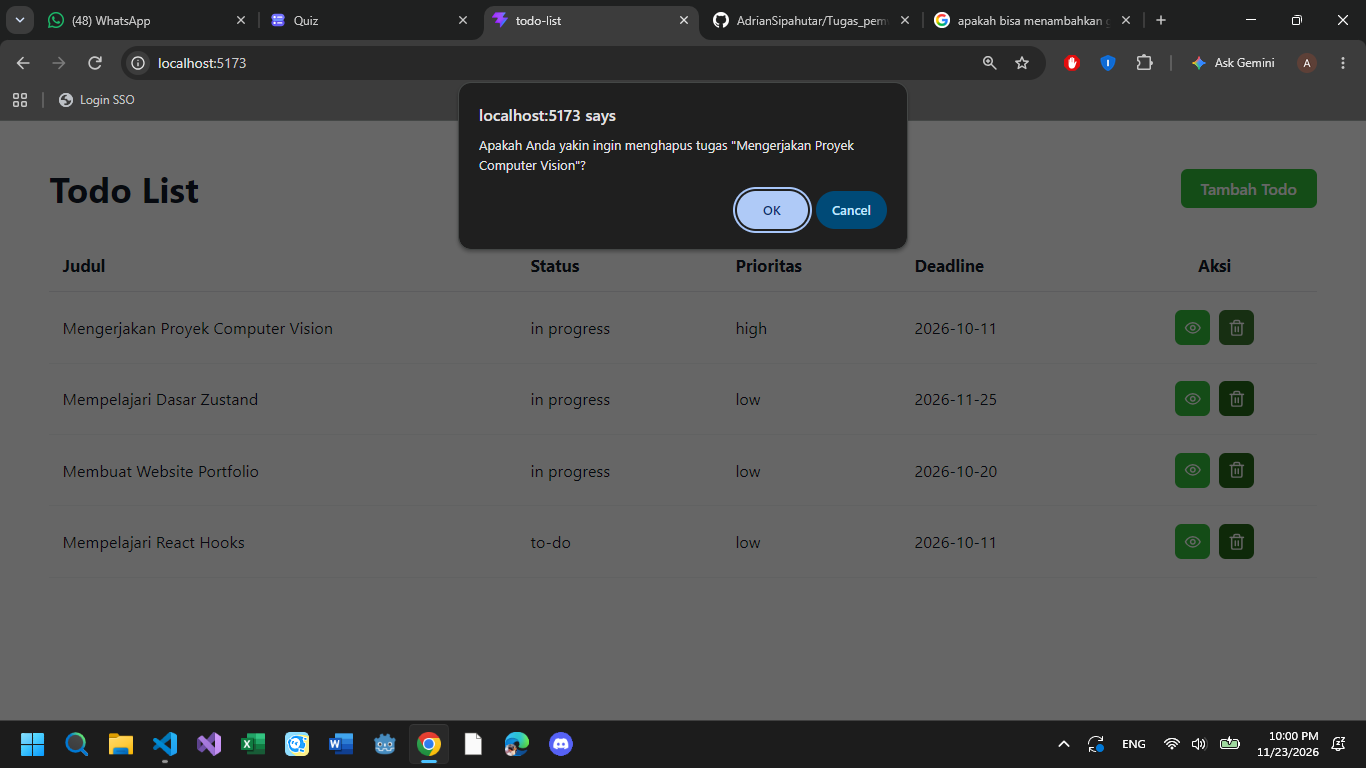 (48) WhatsApp
Quiz
todo-list
AdrianSipahutar/Tugas_pem
apakah bisa menambahkan
localhost:5173
Ask Gemini
A
Login SSO
localhost:5173 says
Apakah Anda yakin ingin menghapus tugas "Mengerjakan Proyek
Computer Vision"?
OK Cancel
Todo List
Tambah Todo
Judul Status Prioritas Deadline Aksi
Mengerjakan Proyek Computer Vision in progress high 2026-10-11
Mempelajari Dasar Zustand in progress low 2026-11-25
Membuat Website Portfolio in progress low 2026-10-20
Mempelajari React Hooks to-do low 2026-10-11
ENG
10:00 PM
11/23/2026